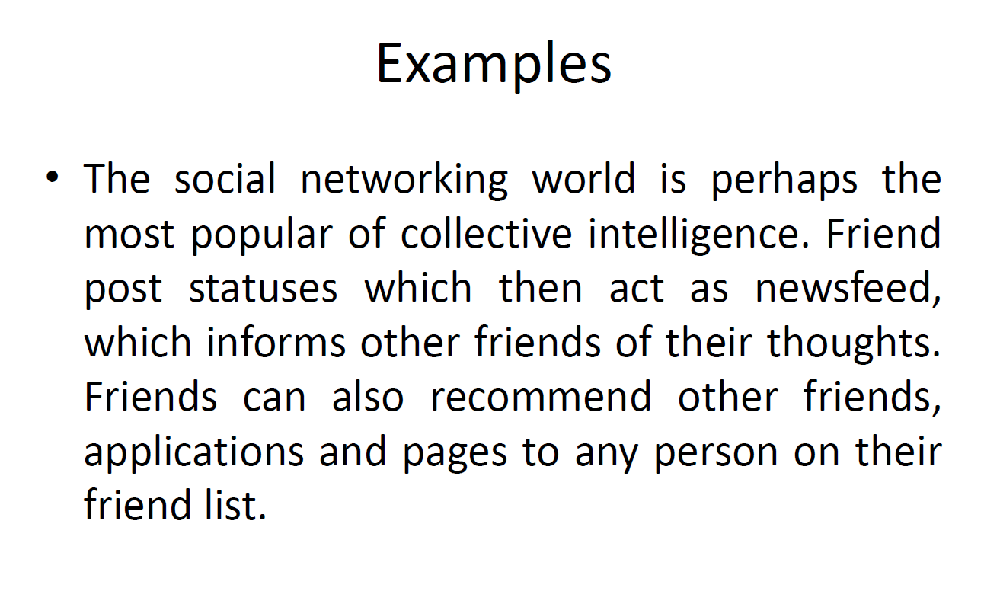 Examples
• The social networking world is perhaps the
most popular of collective intelligence. Friend
post statuses which then act as newsfeed,
which informs other friends of their thoughts.
Friends can also recommend other friends,
applications and pages to any person on their
friend list.